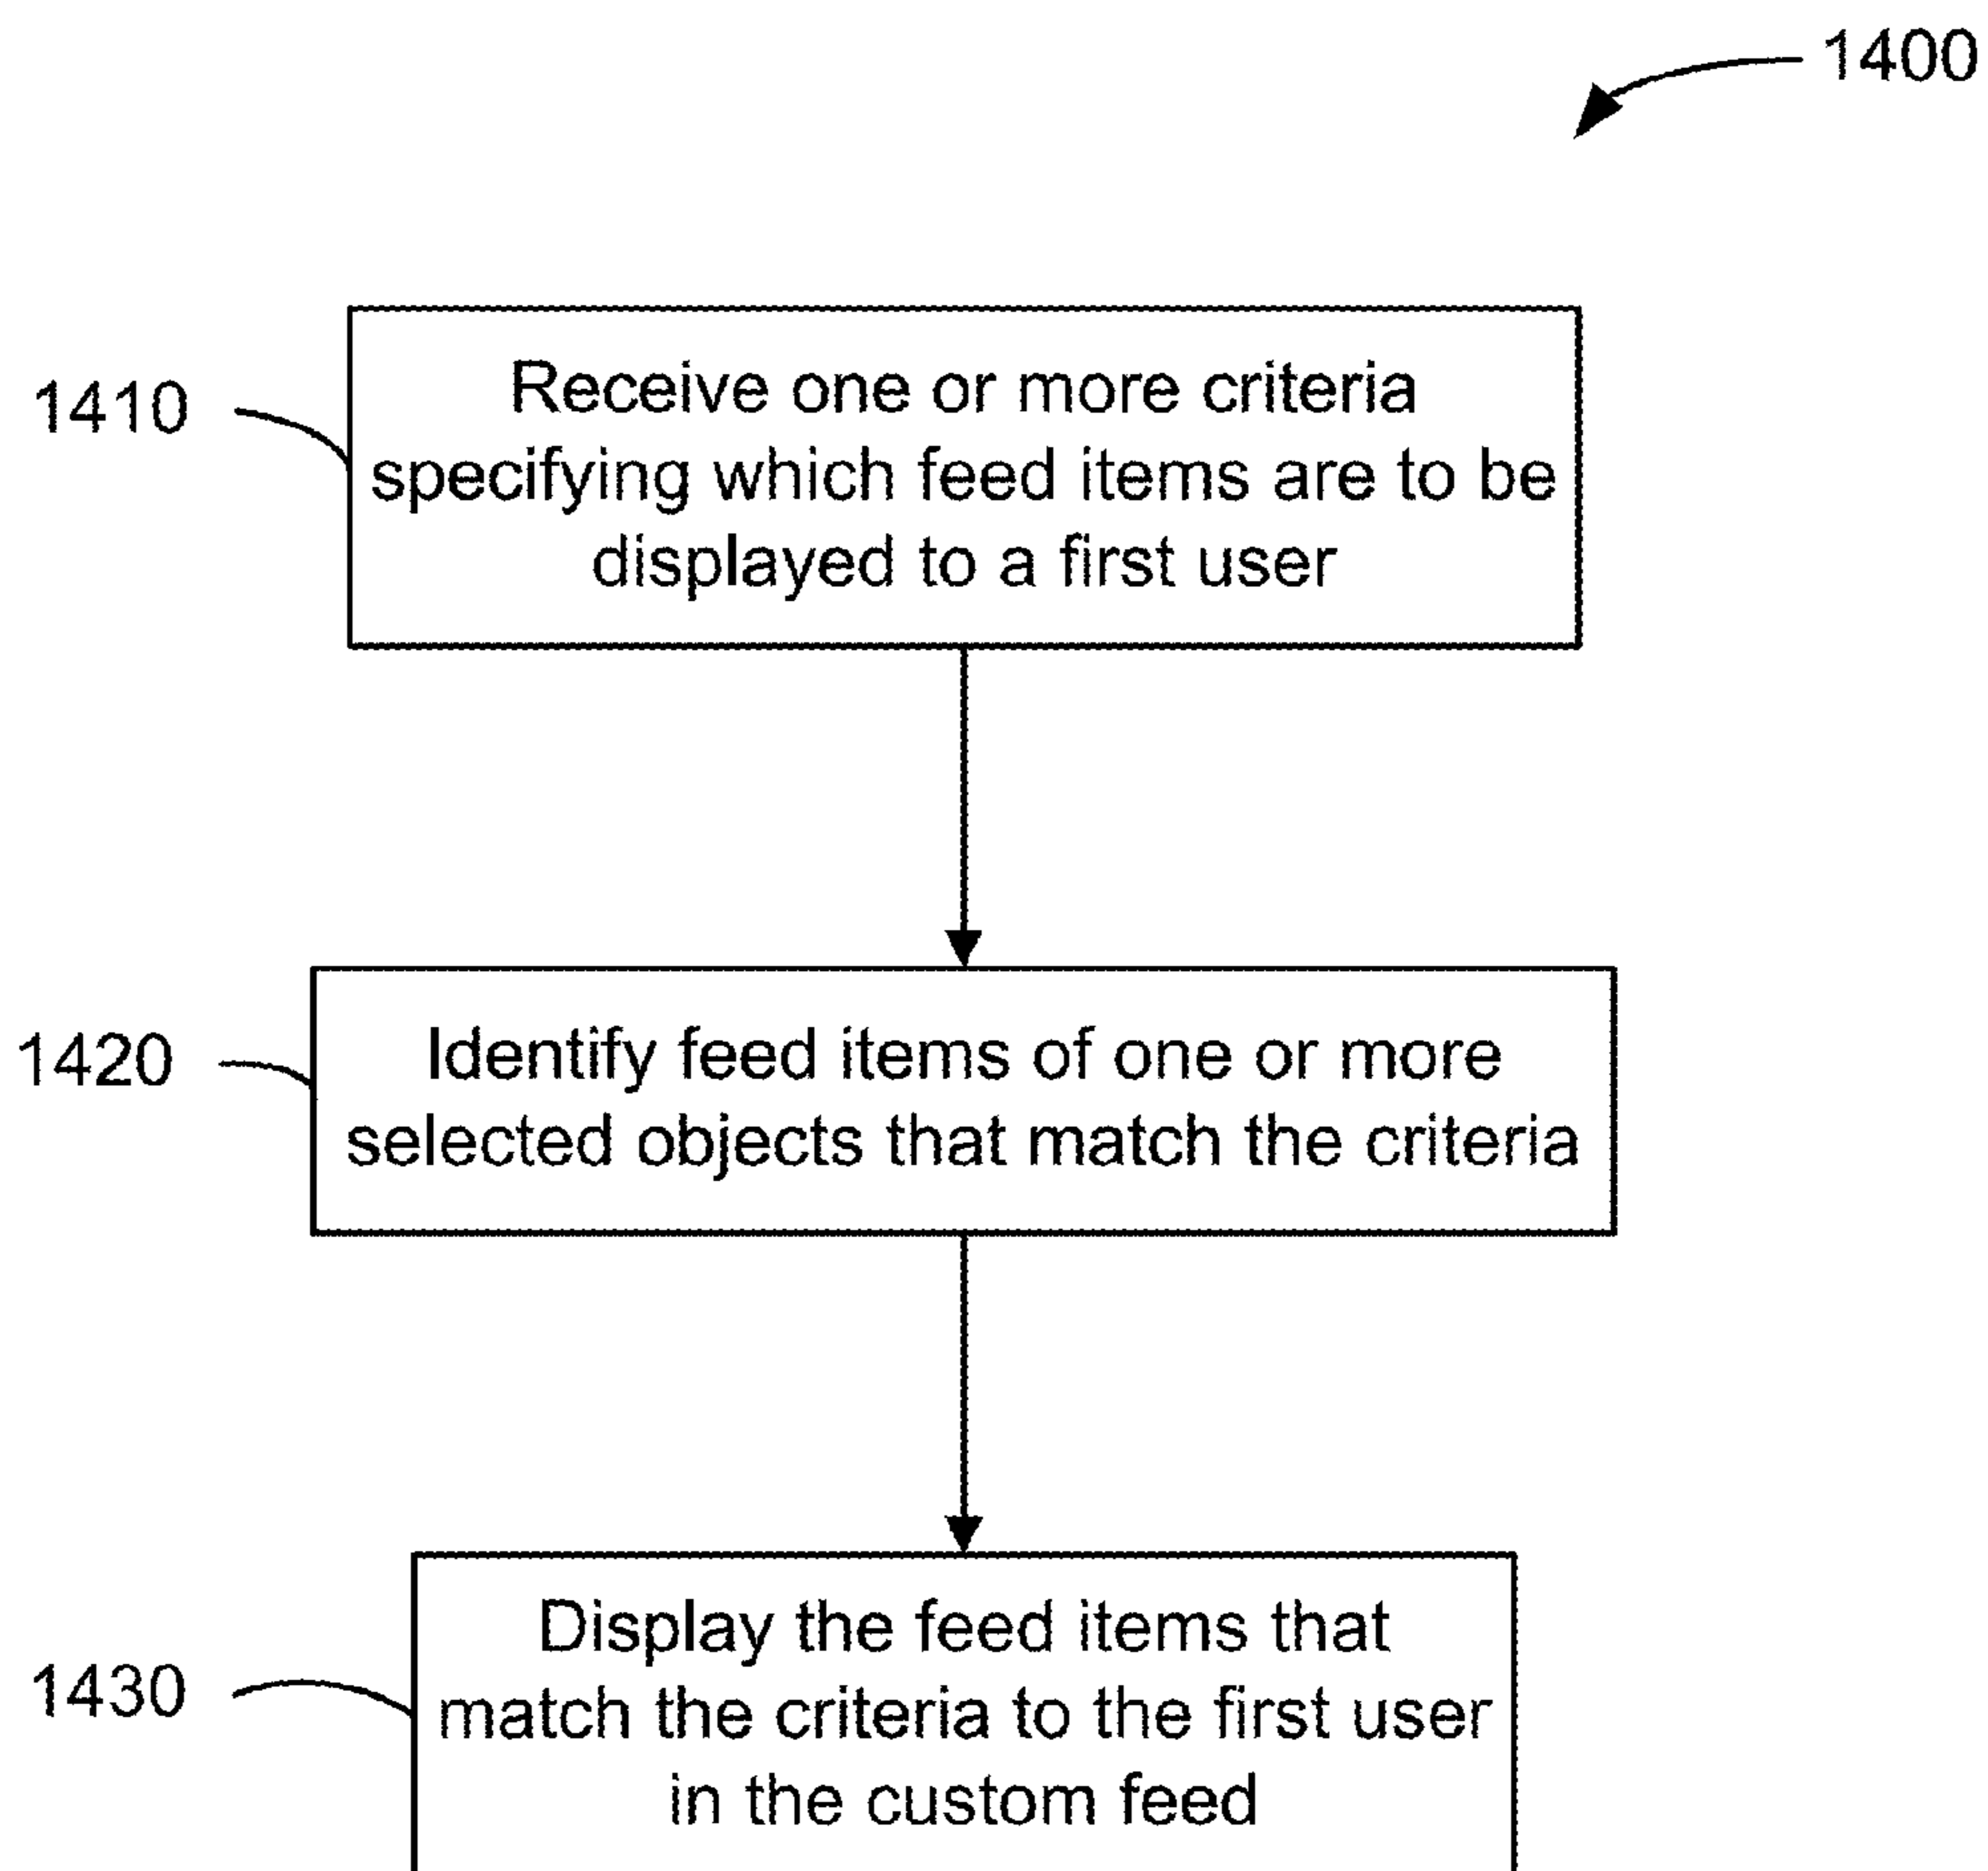 1400
1410
Receive one or more criteria
specifying which feed items are to be
displayed to a first user
1420
Identify feed items of one or more
selected objects that match the criteria
1430
Display the feed items that
match the criteria to the first user
in the custom feed